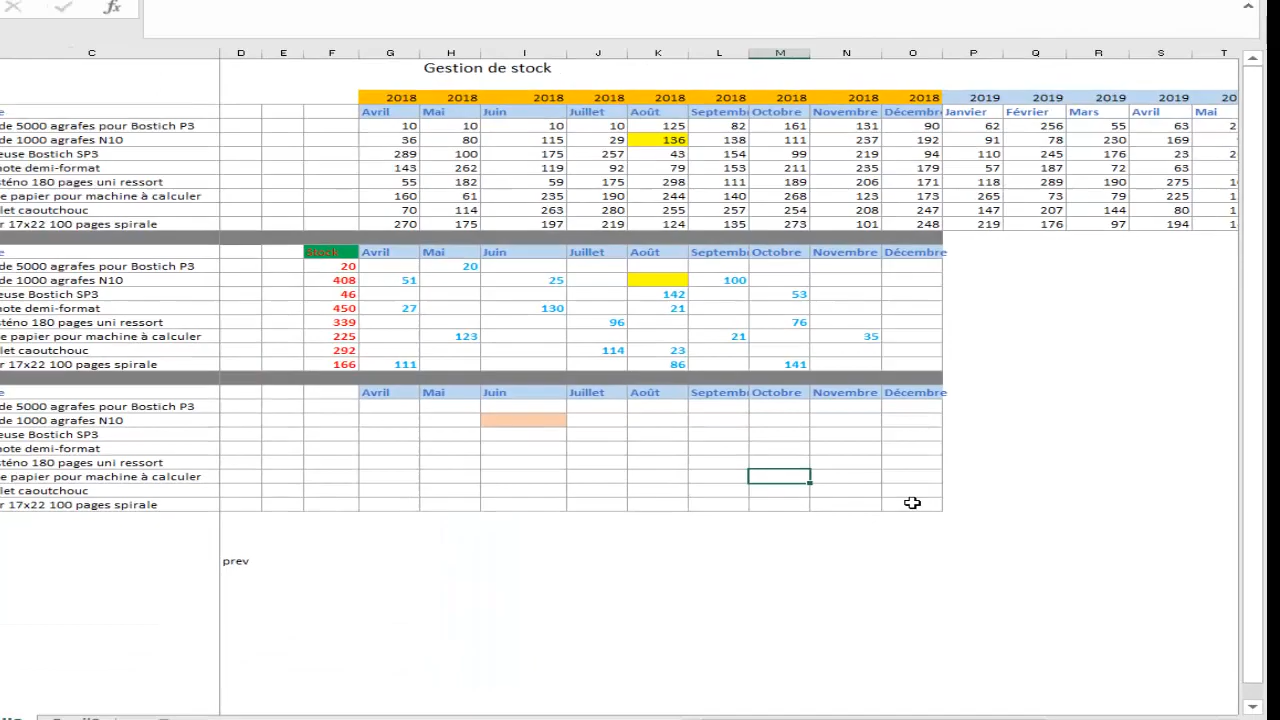 C D E F G H I J K L M N O P Q R S T
Gestion de stock
2018 2018 2018 2018 2018 2018 2018 2018 2018 2019 2019 2019 2019 20
e Avril Mai Juin Juillet Août Septemb Octobre Novembre Décembre Janvier Février Mars Avril Mai
de 5000 agrafes pour Bostich P3 10 10 10 10 125 82 161 131 90 62 256 55 63 2
de 1000 agrafes N10 36 80 115 29 136 138 111 237 192 91 78 230 169
euse Bostich SP3 289 100 175 257 43 154 99 219 94 110 245 176 23 2
note demi-format 143 262 119 92 79 153 211 235 179 57 187 72 63
sténo 180 pages uni ressort 55 182 59 175 298 111 189 206 171 118 289 190 275 1
e papier pour machine à calculer 160 61 235 190 244 140 268 123 173 265 73 79 225 1
let caoutchouc 70 114 263 280 255 257 254 208 247 147 207 144 80 1
r 17x22 100 pages spirale 270 175 197 219 124 135 273 101 248 219 176 97 194 1
e Stock Avril Mai Juin Juillet Août Septemb Octobre Novembre Décembre
de 5000 agrafes pour Bostich P3 20 20
de 1000 agrafes N10 408 51 25 100
euse Bostich SP3 46 142 53
note demi-format 450 27 130 21
sténo 180 pages uni ressort 339 96 76
e papier pour machine à calculer 225 123 21 35
let caoutchouc 292 114 23
r 17x22 100 pages spirale 166 111 86 141
e Avril Mai Juin Juillet Août Septemb Octobre Novembre Décembre
de 5000 agrafes pour Bostich P3
de 1000 agrafes N10
euse Bostich SP3
note demi-format
sténo 180 pages uni ressort
e papier pour machine à calculer
let caoutchouc
r 17x22 100 pages spirale
prev